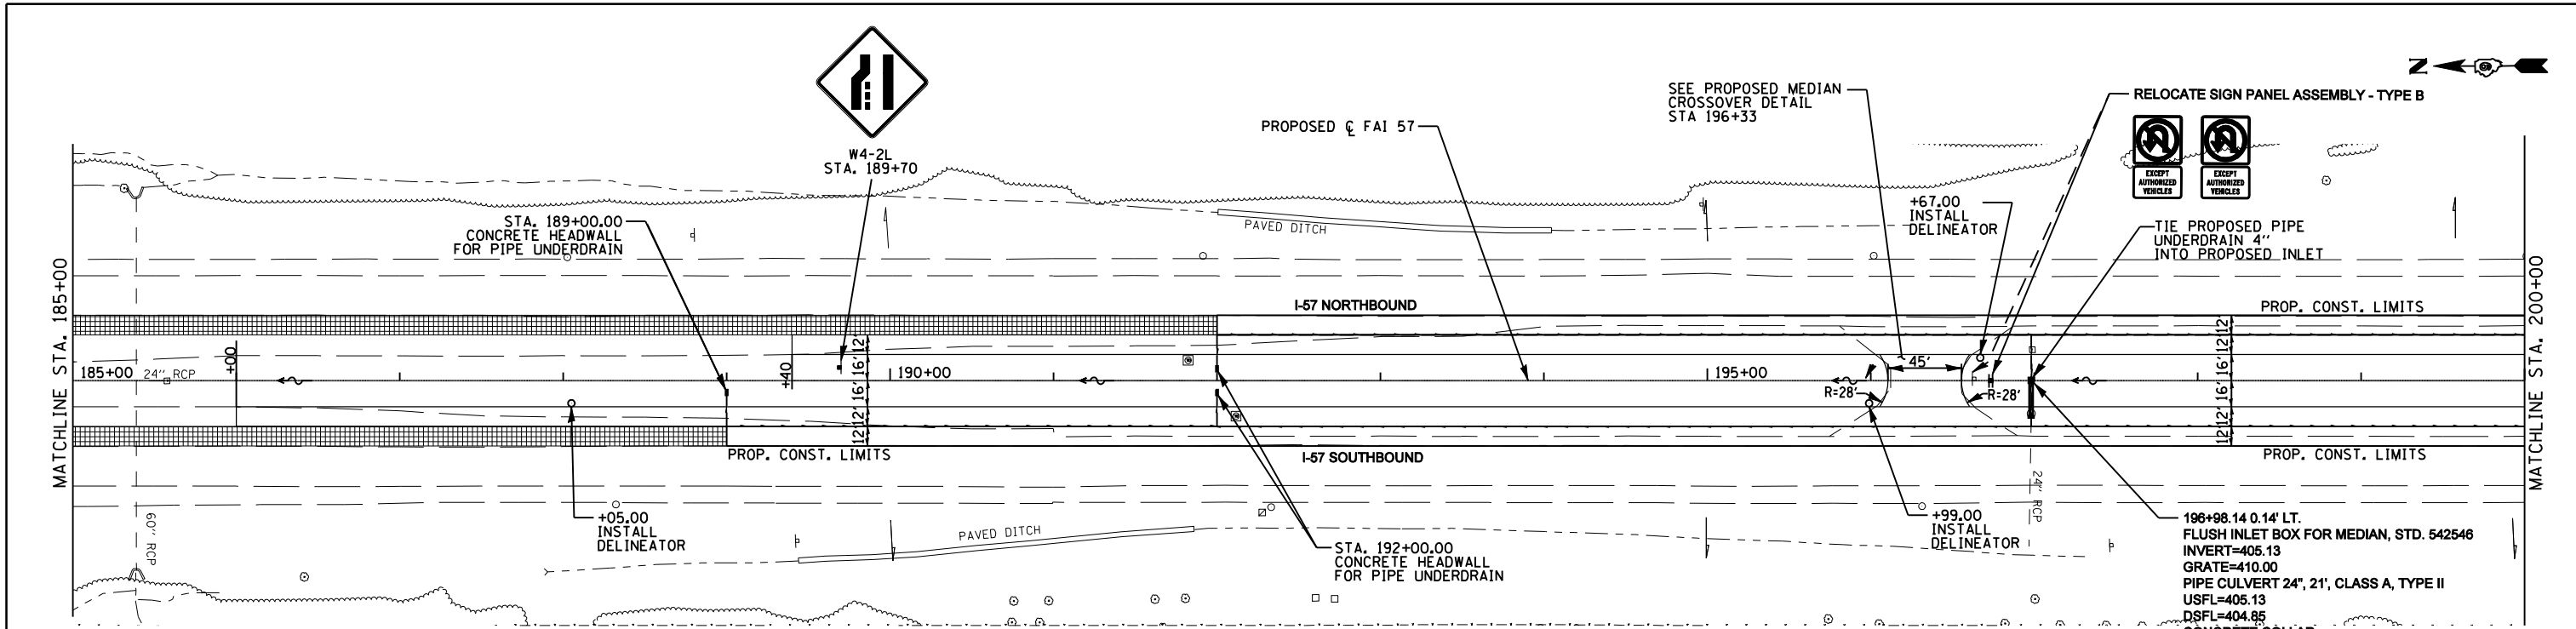 N
W4-2L
STA. 189+70
SEE PROPOSED MEDIAN
CROSSOVER DETAIL
STA 196+33
RELOCATE SIGN PANEL ASSEMBLY - TYPE B
PROPOSED ℄ FAI 57
EXCEPT
AUTHORIZED
VEHICLES
EXCEPT
AUTHORIZED
VEHICLES
STA. 189+00.00
CONCRETE HEADWALL
FOR PIPE UNDERDRAIN
PAVED DITCH
+67.00
INSTALL
DELINEATOR
TIE PROPOSED PIPE
UNDERDRAIN 4''
INTO PROPOSED INLET
MATCHLINE STA. 185+00
MATCHLINE STA. 200+00
I-57 NORTHBOUND
PROP. CONST. LIMITS
185+00
24'' RCP
+00
+40
12'
16'
16'
12'
12'
190+00
195+00
45'
R=28'
R=28'
12'
12'
16'
16'
12'
12'
PROP. CONST. LIMITS
I-57 SOUTHBOUND
PROP. CONST. LIMITS
60'' RCP
+05.00
INSTALL
DELINEATOR
PAVED DITCH
STA. 192+00.00
CONCRETE HEADWALL
FOR PIPE UNDERDRAIN
+99.00
INSTALL
DELINEATOR
24'' RCP
196+98.14 0.14' LT.
FLUSH INLET BOX FOR MEDIAN, STD. 542546
INVERT=405.13
GRATE=410.00
PIPE CULVERT 24", 21', CLASS A, TYPE II
USFL=405.13
DSFL=404.85
CONCRETE COLLAR